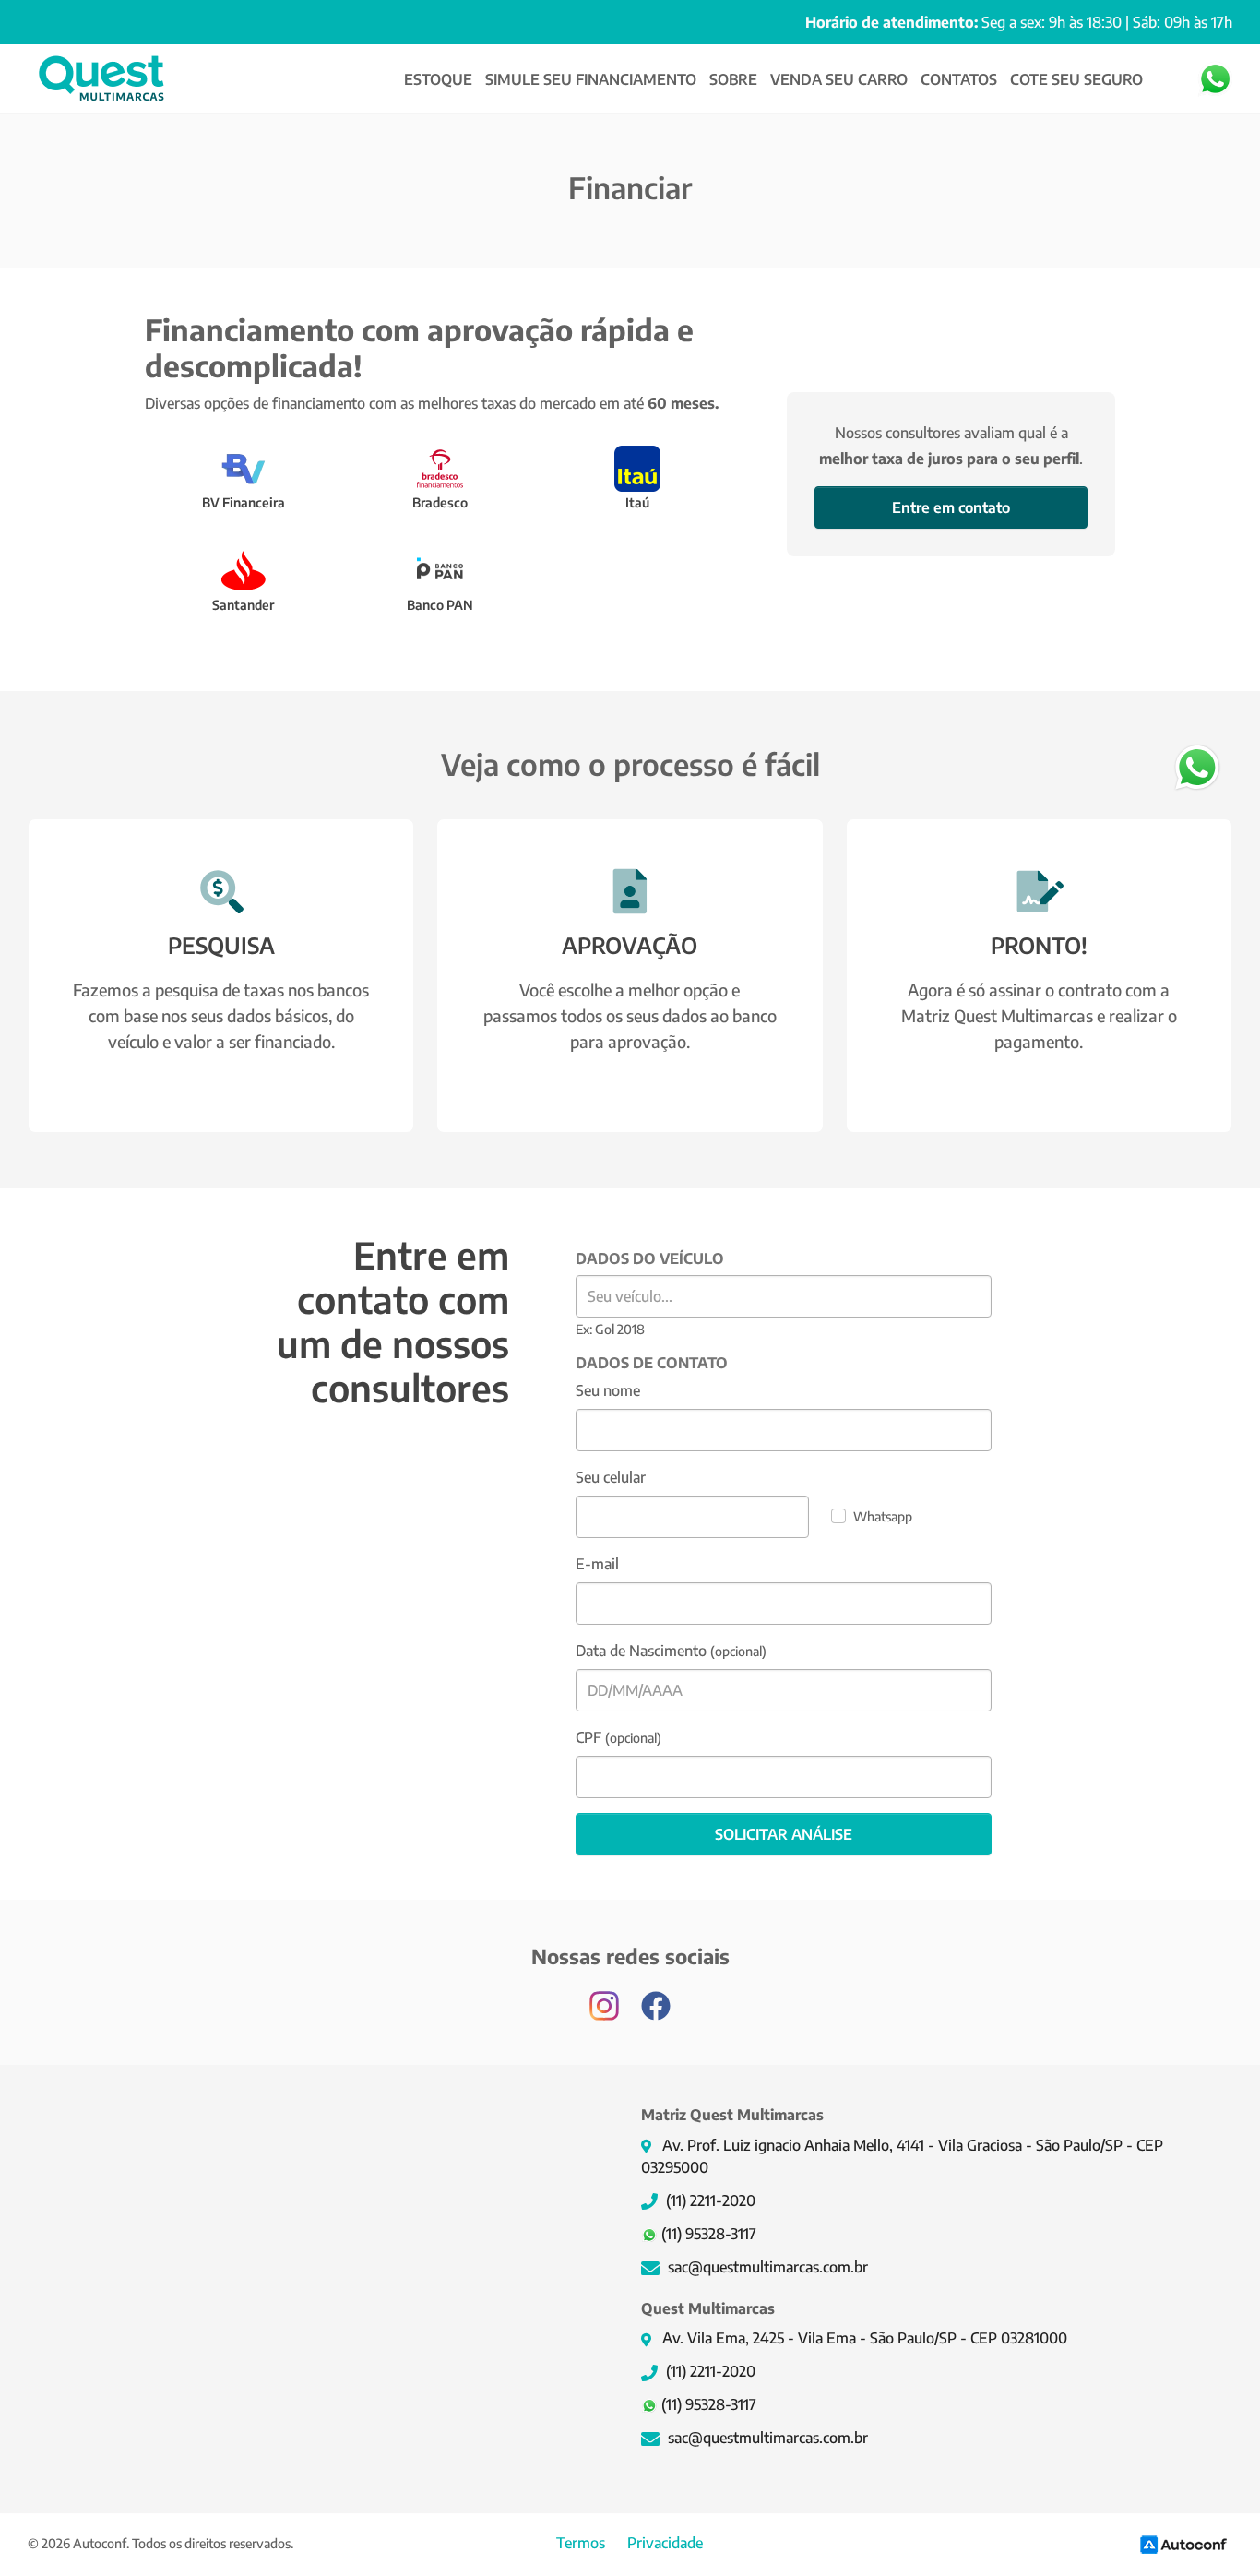 Horário de atendimento: Seg a sex: 9h às 18:30 | Sáb: 09h às 17h
Quest
MULTIMARCAS
ESTOQUE SIMULE SEU FINANCIAMENTO SOBRE VENDA SEU CARRO CONTATOS COTE SEU SEGURO
Financiar
Financiamento com aprovação rápida e
descomplicada!
Diversas opções de financiamento com as melhores taxas do mercado em até 60 meses.
BV
BV Financeira
bradesco
financiamentos
Bradesco
Itaú
Itaú
Santander
BANCO
PAN
Banco PAN
Nossos consultores avaliam qual é a
melhor taxa de juros para o seu perfil.
Entre em contato
Veja como o processo é fácil
PESQUISA
Fazemos a pesquisa de taxas nos bancos
com base nos seus dados básicos, do
veículo e valor a ser financiado.
APROVAÇÃO
Você escolhe a melhor opção e
passamos todos os seus dados ao banco
para aprovação.
PRONTO!
Agora é só assinar o contrato com a
Matriz Quest Multimarcas e realizar o
pagamento.
Entre em
contato com
um de nossos
consultores
DADOS DO VEÍCULO
Seu veículo...
Ex: Gol 2018
DADOS DE CONTATO
Seu nome
Seu celular
Whatsapp
E-mail
Data de Nascimento (opcional)
DD/MM/AAAA
CPF (opcional)
SOLICITAR ANÁLISE
Nossas redes sociais
Matriz Quest Multimarcas
Av. Prof. Luiz ignacio Anhaia Mello, 4141 - Vila Graciosa - São Paulo/SP - CEP
03295000
(11) 2211-2020
(11) 95328-3117
sac@questmultimarcas.com.br
Quest Multimarcas
Av. Vila Ema, 2425 - Vila Ema - São Paulo/SP - CEP 03281000
(11) 2211-2020
(11) 95328-3117
sac@questmultimarcas.com.br
© 2026 Autoconf. Todos os direitos reservados.
Termos Privacidade
Autoconf